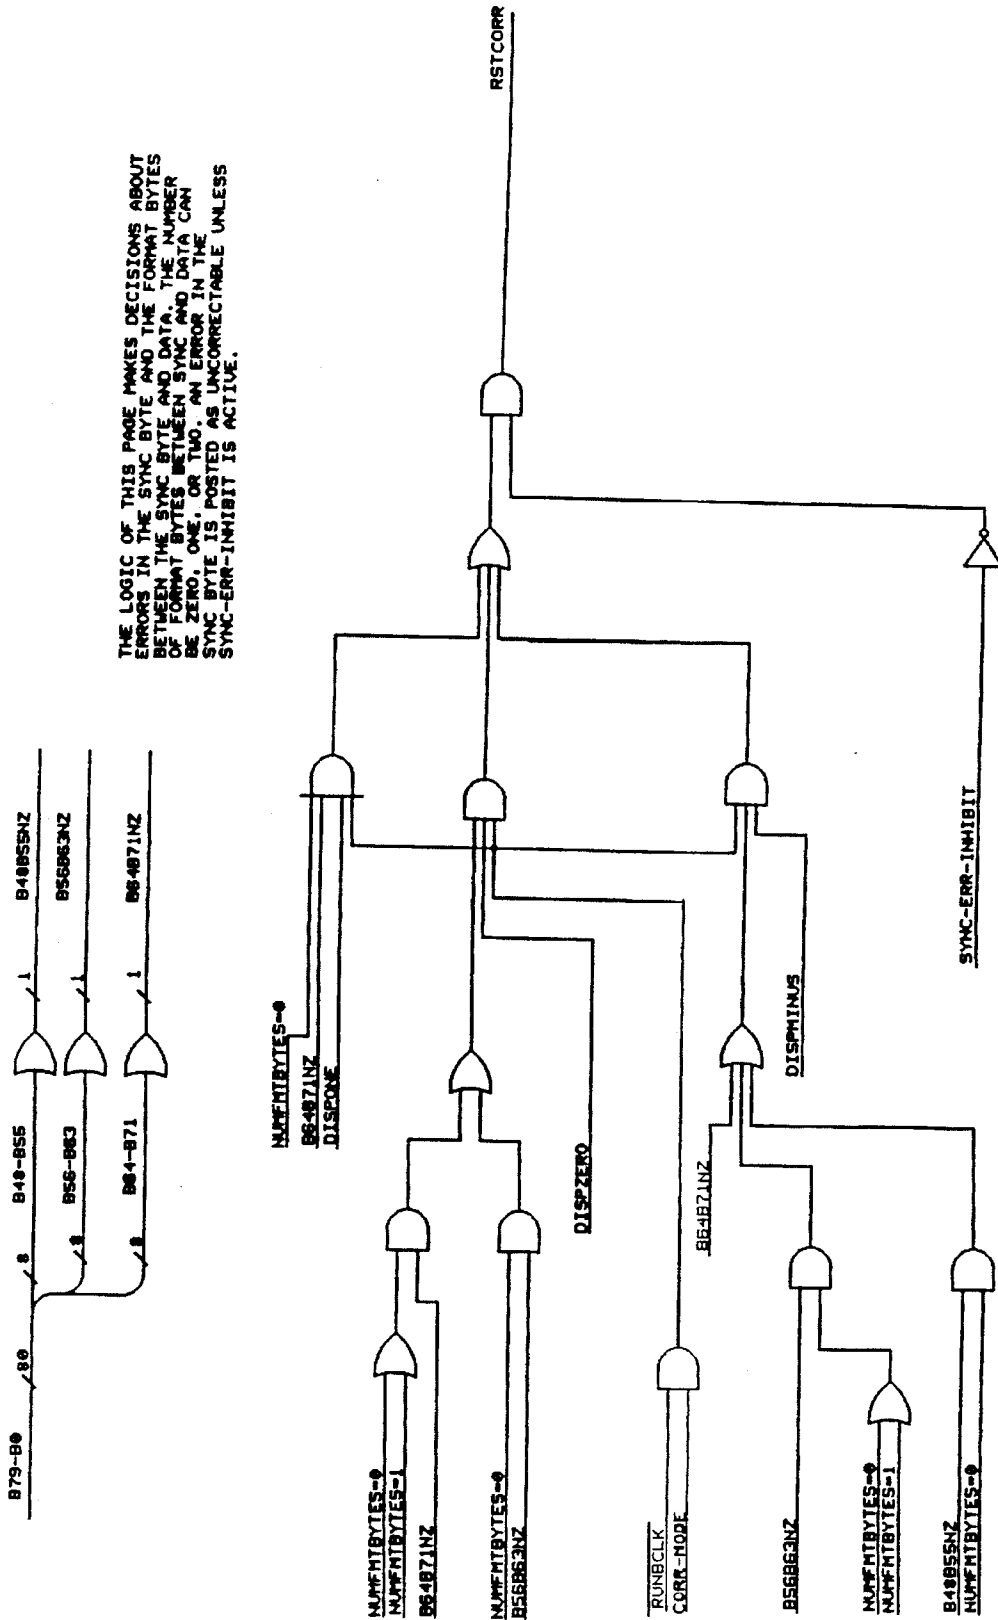 B79-B0
80
8
B48-B55
1
B48B55NZ
8
B56-B63
1
B56B63NZ
8
B64-B71
1
B64B71NZ
THE LOGIC OF THIS PAGE MAKES DECISIONS ABOUT
ERRORS IN THE SYNC BYTE AND THE FORMAT BYTES
BETWEEN THE SYNC BYTE AND DATA. THE NUMBER
OF FORMAT BYTES BETWEEN SYNC AND DATA CAN
BE ZERO, ONE, OR TWO. AN ERROR IN THE
SYNC BYTE IS POSTED AS UNCORRECTABLE UNLESS
SYNC-ERR-INHIBIT IS ACTIVE.
NUMFMTBYTES=0
B64B71NZ
DISPONE
NUMFMTBYTES=0
NUMFMTBYTES=1
B64B71NZ
NUMFMTBYTES=0
B56B63NZ
DISPZERO
RUNBCLK
CORR-MODE
B64B71NZ
B56B63NZ
NUMFMTBYTES=0
NUMFMTBYTES=1
B48B55NZ
NUMFMTBYTES=0
DISPMINUS
SYNC-ERR-INHIBIT
RSTCORR